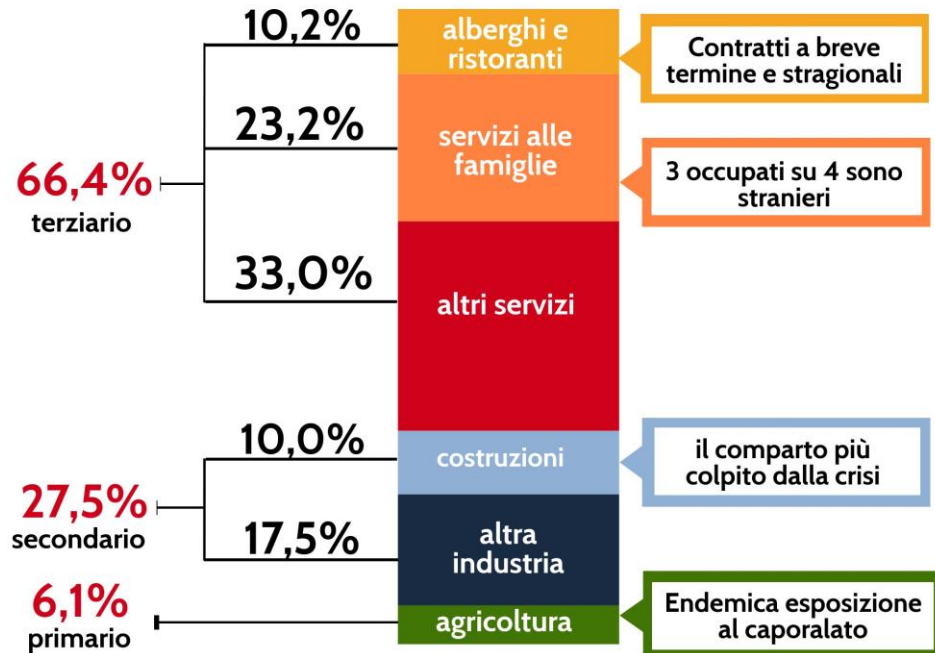 10,2%
alberghi e
ristoranti
Contratti a breve
termine e stragionali
23,2%
servizi alle
famiglie
3 occupati su 4 sono
stranieri
66,4%
terziario
33,0%
altri servizi
10,0%
costruzioni
il comparto più
colpito dalla crisi
27,5%
secondario
17,5%
altra
industria
6,1%
primario
agricoltura
Endemica esposizione
al caporalato